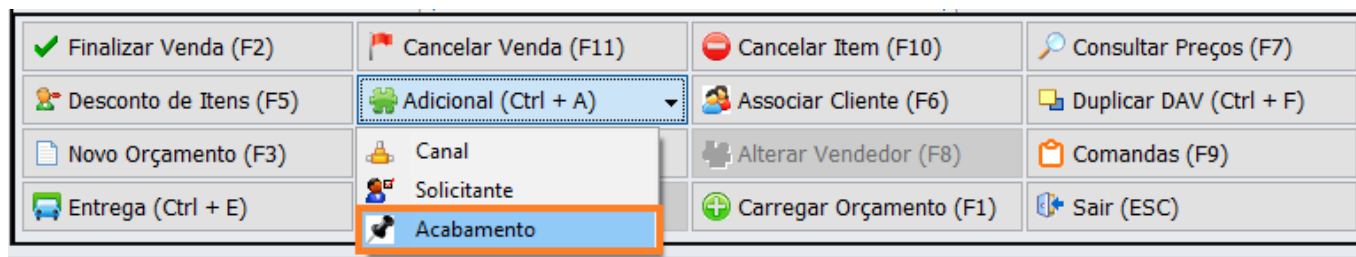 Finalizar Venda (F2)
Cancelar Venda (F11)
Cancelar Item (F10)
Consultar Preços (F7)
Desconto de Itens (F5)
Adicional (Ctrl + A)
Associar Cliente (F6)
Duplicar DAV (Ctrl + F)
Novo Orçamento (F3)
Canal
Alterar Vendedor (F8)
Comandas (F9)
Solicitante
Entrega (Ctrl + E)
Carregar Orçamento (F1)
Sair (ESC)
Acabamento